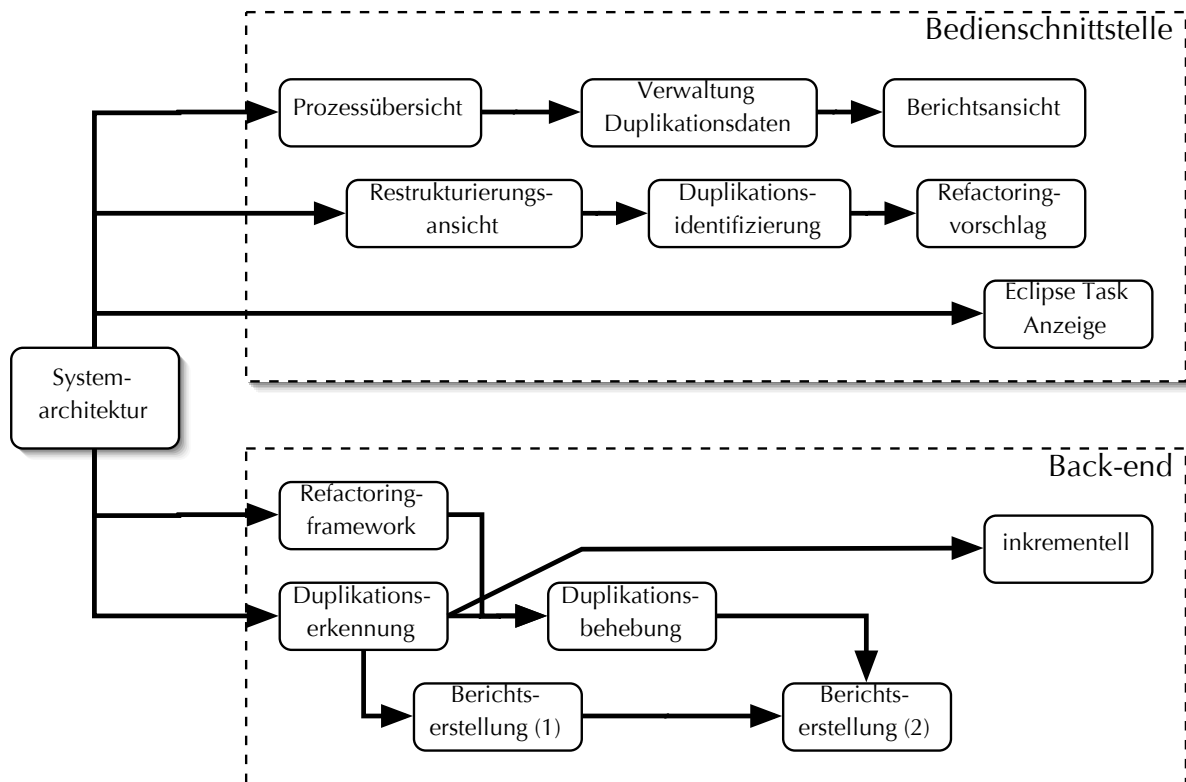 Bedienschnittstelle
Prozessübersicht
Verwaltung
Duplikationsdaten
Berichtsansicht
Restrukturierungs-
ansicht
Duplikations-
identifizierung
Refactoring-
vorschlag
Eclipse Task
Anzeige
System-
architektur
Back-end
Refactoring-
framework
inkrementell
Duplikations-
erkennung
Duplikations-
behebung
Berichts-
erstellung (1)
Berichts-
erstellung (2)